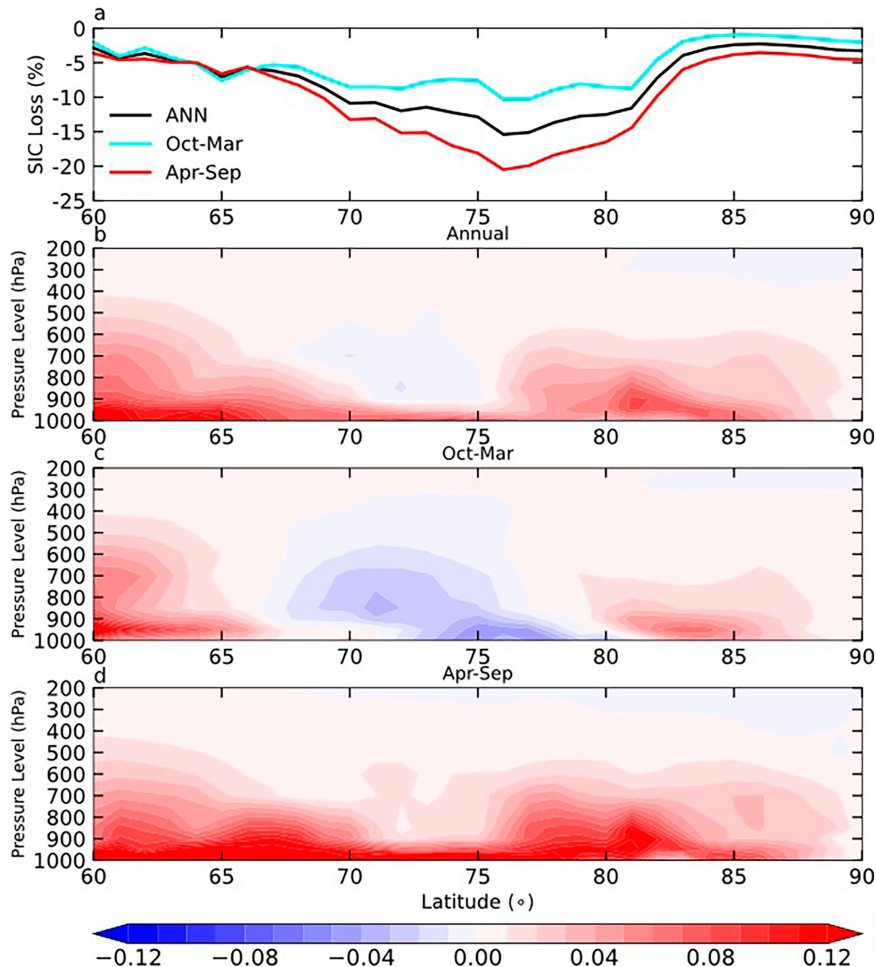 a
0
-5
-10
-15
-20
-25
SIC Loss (%)
ANN
Oct-Mar
Apr-Sep
60 65 70 75 80 85 90
b Annual
200
300
400
500
600
700
800
900
1000
Pressure Level (hPa)
60 65 70 75 80 85 90
c Oct-Mar
200
300
400
500
600
700
800
900
1000
Pressure Level (hPa)
60 65 70 75 80 85 90
d Apr-Sep
200
300
400
500
600
700
800
900
1000
Pressure Level (hPa)
60 65 70 75 80 85 90
Latitude (∘)
−0.12 −0.08 −0.04 0.00 0.04 0.08 0.12